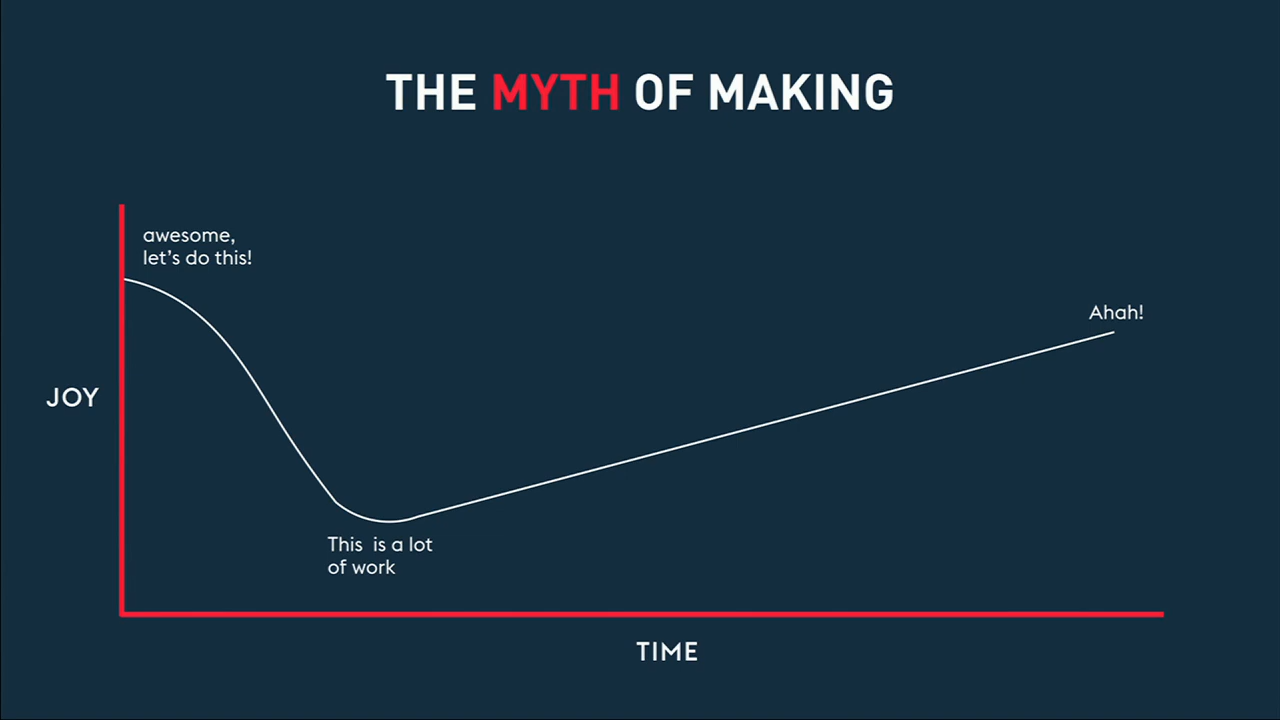 THE MYTH OF MAKING
awesome,
let's do this!
Ahah!
JOY
This  is a lot
of work
TIME